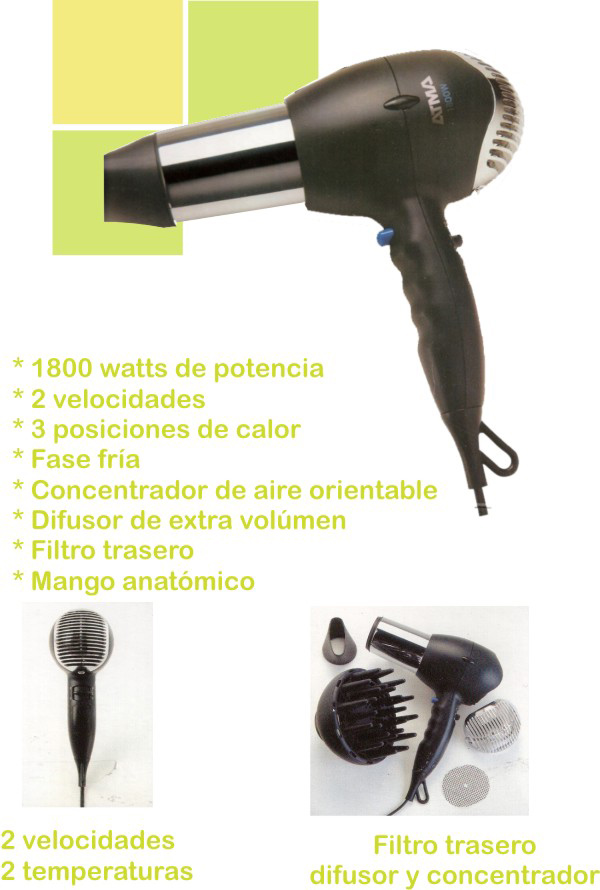 ATMA
* 1800 watts de potencia
* 2 velocidades
* 3 posiciones de calor
* Fase fría
* Concentrador de aire orientable
* Difusor de extra volúmen
* Filtro trasero
* Mango anatómico
2 velocidades
2 temperaturas
Filtro trasero
difusor y concentrador